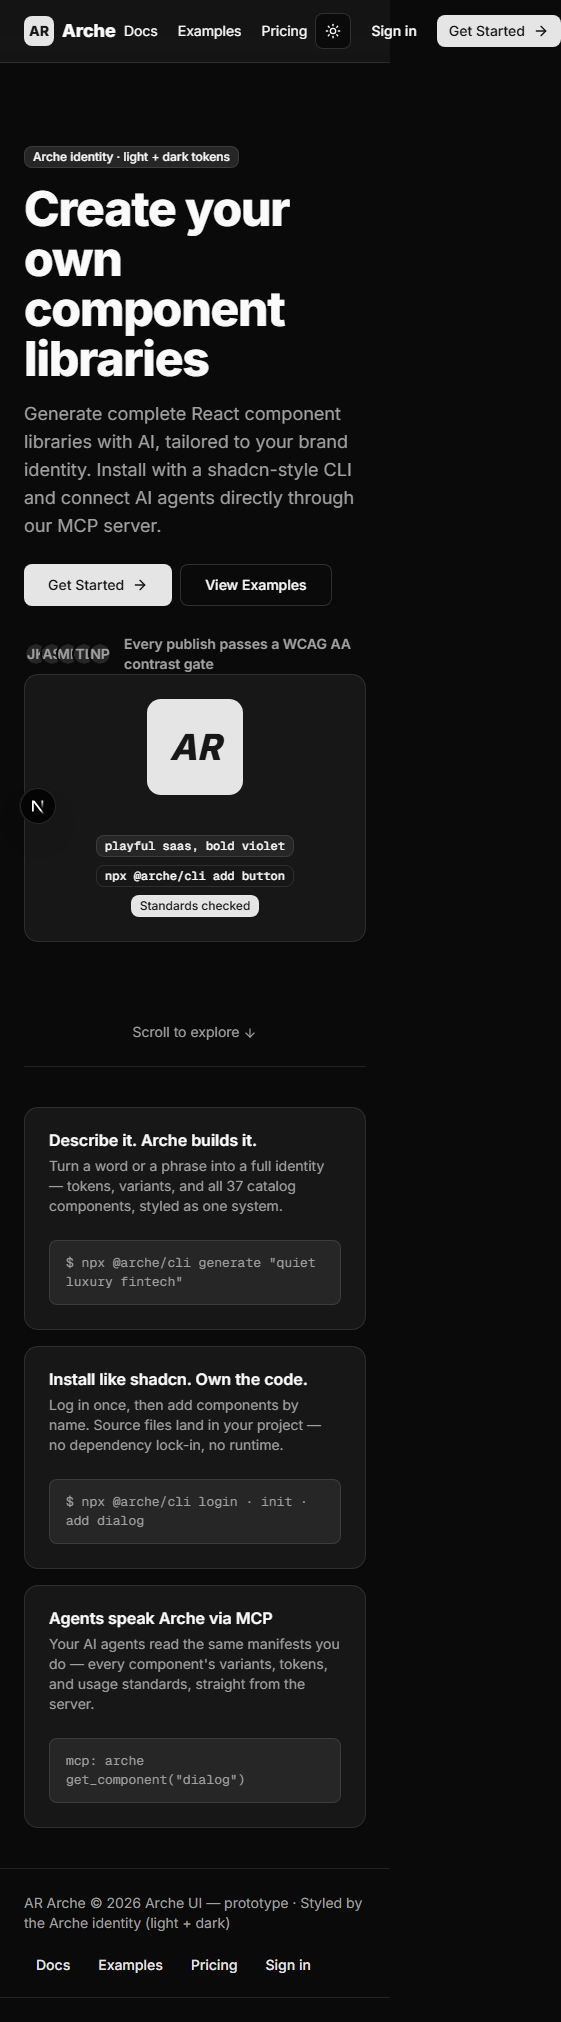 AR Arche Docs Examples Pricing Sign in Get Started →
Arche identity · light + dark tokens
Create your
own
component
libraries
Generate complete React component
libraries with AI, tailored to your brand
identity. Install with a shadcn-style CLI
and connect AI agents directly through
our MCP server.
Get Started → View Examples
NP Every publish passes a WCAG AA
contrast gate
AR
N
playful saas, bold violet
npx @arche/cli add button
Standards checked
Scroll to explore ↓
Describe it. Arche builds it.
Turn a word or a phrase into a full identity
— tokens, variants, and all 37 catalog
components, styled as one system.
$ npx @arche/cli generate "quiet
luxury fintech"
Install like shadcn. Own the code.
Log in once, then add components by
name. Source files land in your project —
no dependency lock-in, no runtime.
$ npx @arche/cli login · init ·
add dialog
Agents speak Arche via MCP
Your AI agents read the same manifests you
do — every component's variants, tokens,
and usage standards, straight from the
server.
mcp: arche
get_component("dialog")
AR Arche © 2026 Arche UI — prototype · Styled by
the Arche identity (light + dark)
Docs Examples Pricing Sign in